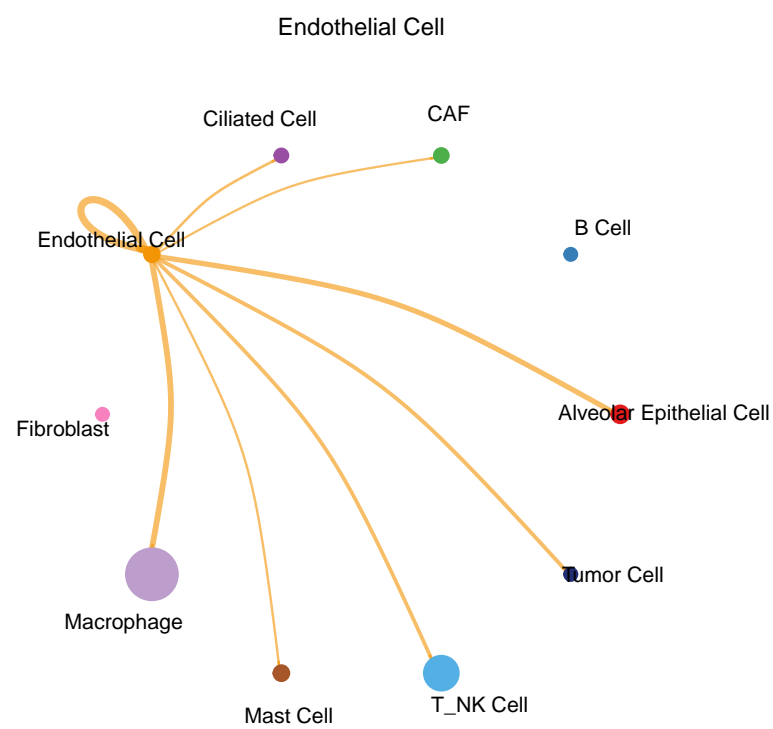 Endothelial Cell
CAF
Ciliated Cell
B Cell
Endothelial Cell
Alveolar Epithelial Cell
Fibroblast
Tumor Cell
Macrophage
T_NK Cell
Mast Cell